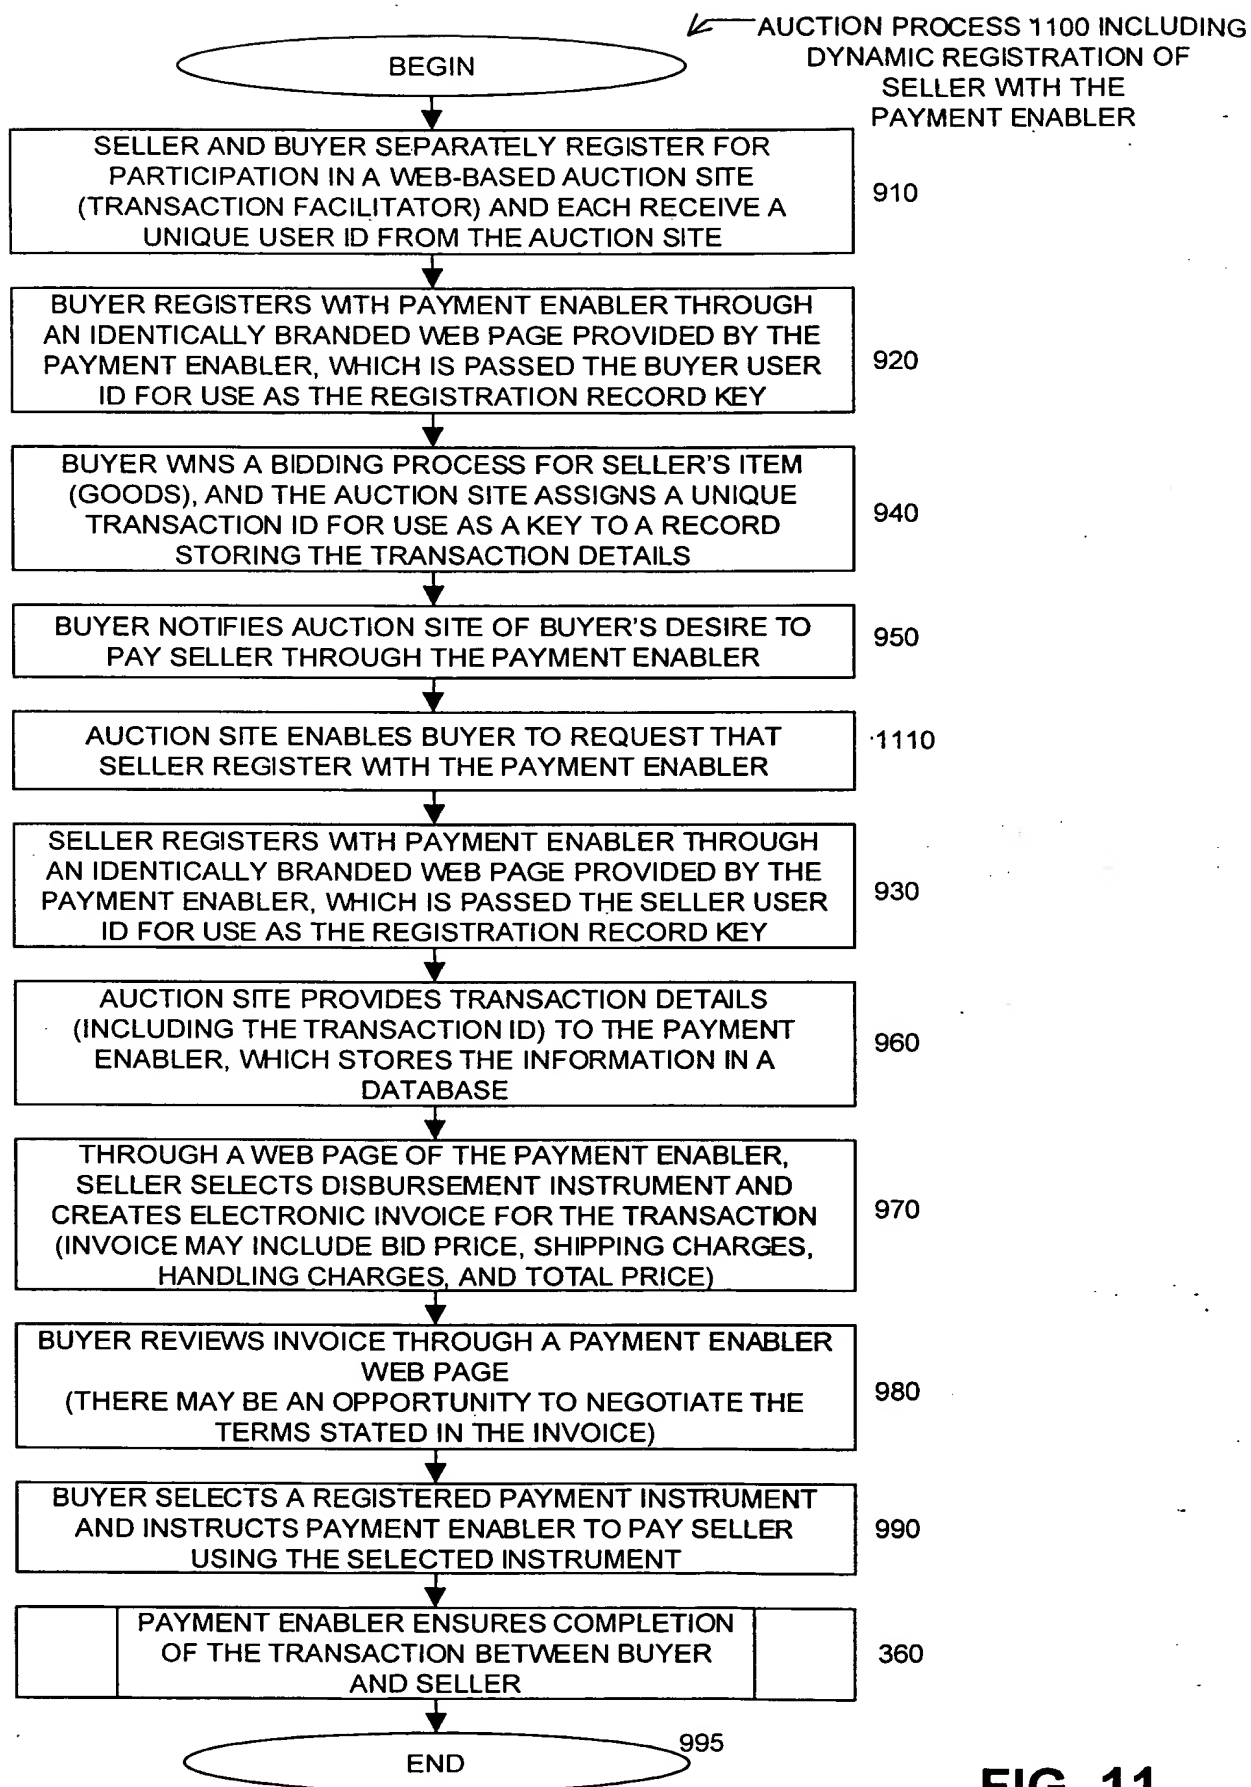 AUCTION PROCESS 1100 INCLUDING
DYNAMIC REGISTRATION OF
SELLER WITH THE
PAYMENT ENABLER
BEGIN
SELLER AND BUYER SEPARATELY REGISTER FOR
PARTICIPATION IN A WEB-BASED AUCTION SITE
(TRANSACTION FACILITATOR) AND EACH RECEIVE A
UNIQUE USER ID FROM THE AUCTION SITE
910
BUYER REGISTERS WITH PAYMENT ENABLER THROUGH
AN IDENTICALLY BRANDED WEB PAGE PROVIDED BY THE
PAYMENT ENABLER, WHICH IS PASSED THE BUYER USER
ID FOR USE AS THE REGISTRATION RECORD KEY
920
BUYER WINS A BIDDING PROCESS FOR SELLER'S ITEM
(GOODS), AND THE AUCTION SITE ASSIGNS A UNIQUE
TRANSACTION ID FOR USE AS A KEY TO A RECORD
STORING THE TRANSACTION DETAILS
940
BUYER NOTIFIES AUCTION SITE OF BUYER'S DESIRE TO
PAY SELLER THROUGH THE PAYMENT ENABLER
950
AUCTION SITE ENABLES BUYER TO REQUEST THAT
SELLER REGISTER WITH THE PAYMENT ENABLER
1110
SELLER REGISTERS WITH PAYMENT ENABLER THROUGH
AN IDENTICALLY BRANDED WEB PAGE PROVIDED BY THE
PAYMENT ENABLER, WHICH IS PASSED THE SELLER USER
ID FOR USE AS THE REGISTRATION RECORD KEY
930
AUCTION SITE PROVIDES TRANSACTION DETAILS
(INCLUDING THE TRANSACTION ID) TO THE PAYMENT
ENABLER, WHICH STORES THE INFORMATION IN A
DATABASE
960
THROUGH A WEB PAGE OF THE PAYMENT ENABLER,
SELLER SELECTS DISBURSEMENT INSTRUMENT AND
CREATES ELECTRONIC INVOICE FOR THE TRANSACTION
(INVOICE MAY INCLUDE BID PRICE, SHIPPING CHARGES,
HANDLING CHARGES, AND TOTAL PRICE)
970
BUYER REVIEWS INVOICE THROUGH A PAYMENT ENABLER
WEB PAGE
(THERE MAY BE AN OPPORTUNITY TO NEGOTIATE THE
TERMS STATED IN THE INVOICE)
980
BUYER SELECTS A REGISTERED PAYMENT INSTRUMENT
AND INSTRUCTS PAYMENT ENABLER TO PAY SELLER
USING THE SELECTED INSTRUMENT
990
PAYMENT ENABLER ENSURES COMPLETION
OF THE TRANSACTION BETWEEN BUYER
AND SELLER
360
END
995
FIG. 11